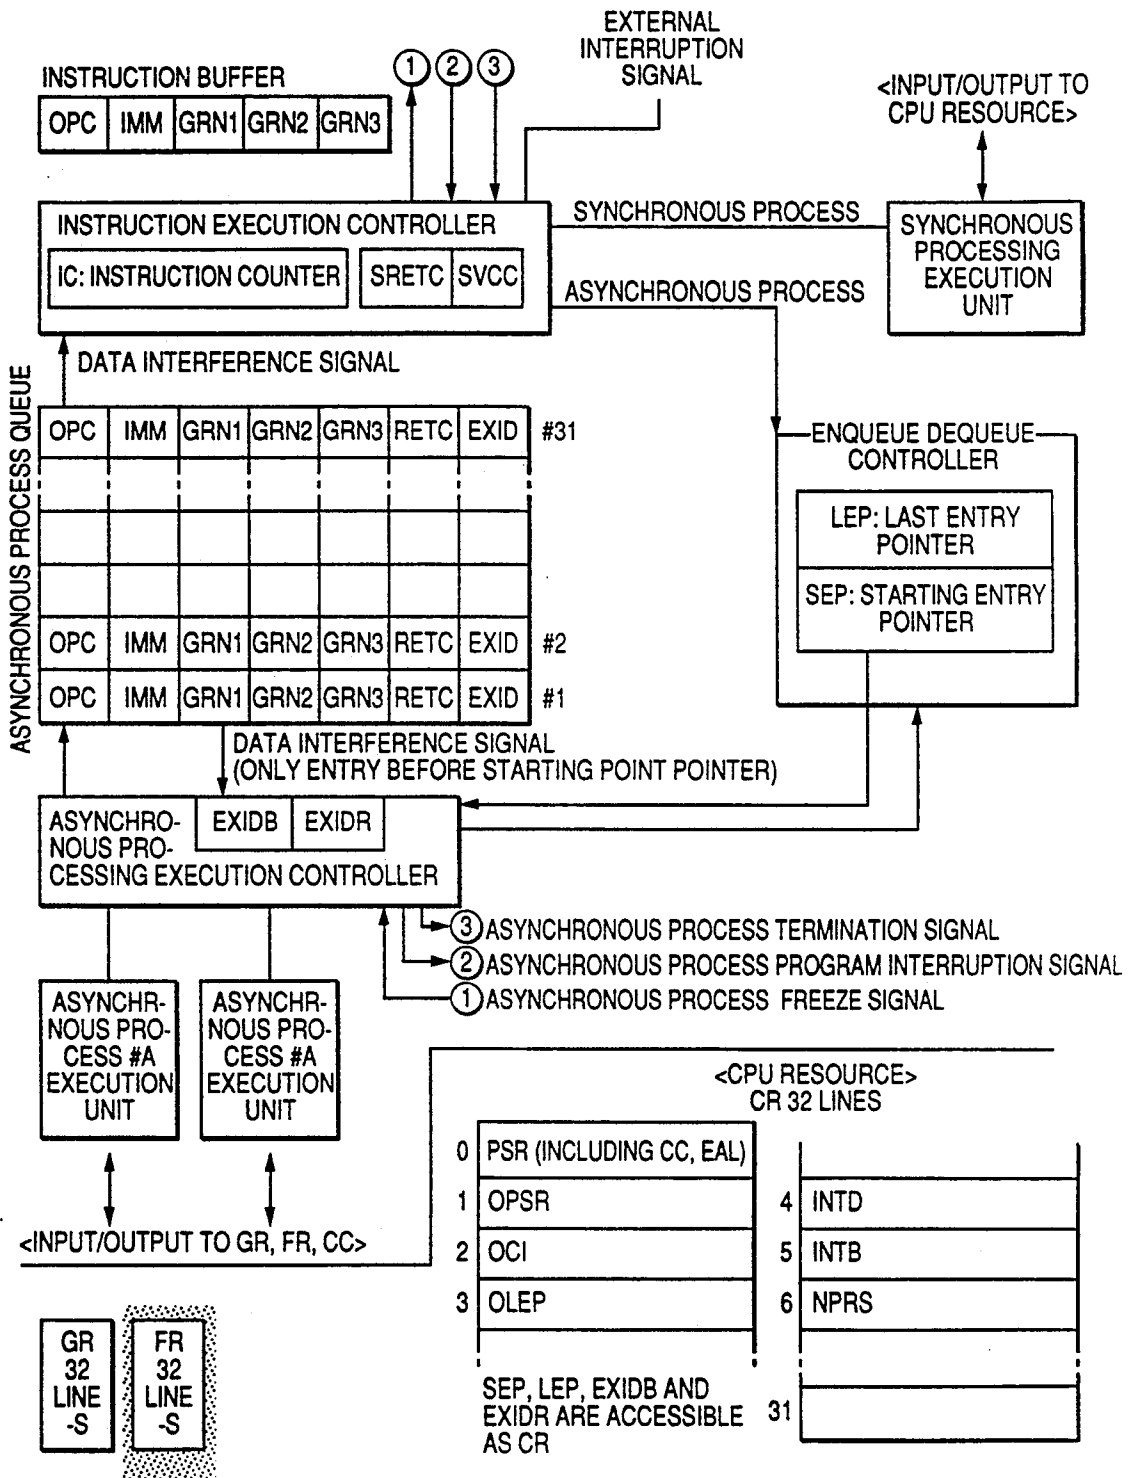 EXTERNAL
INTERRUPTION
SIGNAL
INSTRUCTION BUFFER
1 2 3
<INPUT/OUTPUT TO
CPU RESOURCE>
OPC IMM GRN1 GRN2 GRN3
INSTRUCTION EXECUTION CONTROLLER
IC: INSTRUCTION COUNTER
SRETC SVCC
SYNCHRONOUS PROCESS
ASYNCHRONOUS PROCESS
SYNCHRONOUS
PROCESSING
EXECUTION
UNIT
DATA INTERFERENCE SIGNAL
ASYNCHRONOUS PROCESS QUEUE
OPC IMM GRN1 GRN2 GRN3 RETC EXID #31
OPC IMM GRN1 GRN2 GRN3 RETC EXID #2
OPC IMM GRN1 GRN2 GRN3 RETC EXID #1
ENQUEUE DEQUEUE
CONTROLLER
LEP: LAST ENTRY
POINTER
SEP: STARTING ENTRY
POINTER
DATA INTERFERENCE SIGNAL
(ONLY ENTRY BEFORE STARTING POINT POINTER)
EXIDB EXIDR
ASYNCHRO-
NOUS PRO-
CESSING EXECUTION CONTROLLER
3 ASYNCHRONOUS PROCESS TERMINATION SIGNAL
2 ASYNCHRONOUS PROCESS PROGRAM INTERRUPTION SIGNAL
1 ASYNCHRONOUS PROCESS FREEZE SIGNAL
ASYNCHR-
NOUS PRO-
CESS #A
EXECUTION
UNIT
ASYNCHR-
NOUS PRO-
CESS #A
EXECUTION
UNIT
<INPUT/OUTPUT TO GR, FR, CC>
<CPU RESOURCE>
CR 32 LINES
0 PSR (INCLUDING CC, EAL)
1 OPSR
2 OCI
3 OLEP
4 INTD
5 INTB
6 NPRS
31
SEP, LEP, EXIDB AND
EXIDR ARE ACCESSIBLE
AS CR
GR
32
LINE
-S
FR
32
LINE
-S